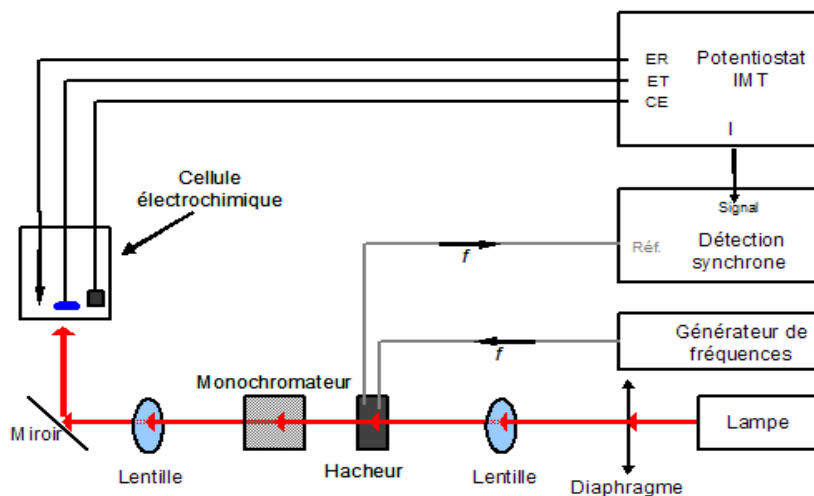 ER
ET
CE
Potentiostat
IMT
I
Cellule
électrochimique
Signal
Réf.
Détection
synchrone
f
f
Générateur de
fréquences
Monochromateur
Lampe
Miroir
Lentille
Hacheur
Lentille
Diaphragme